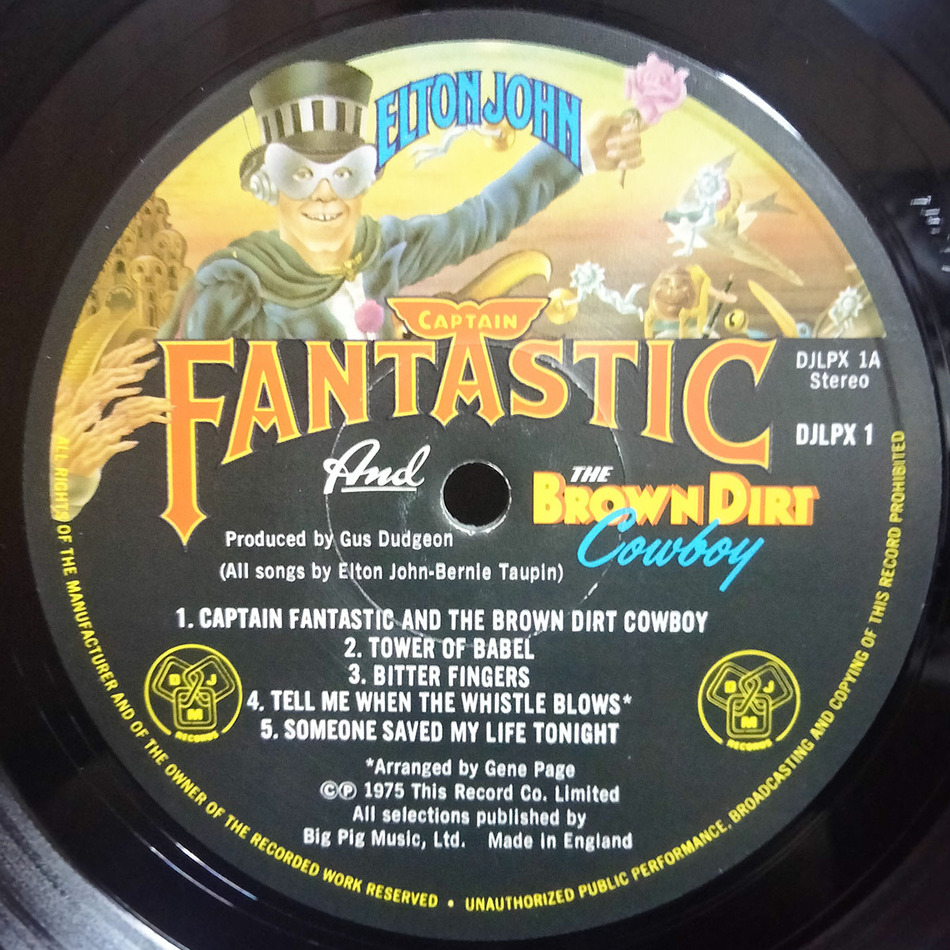 ELTON JOHN
CAPTAIN
FANTASTIC
DJLPX 1A
Stereo
DJLPX 1
And
THE
BROWN DIRT
Cowboy
Produced by Gus Dudgeon
(All songs by Elton John-Bernie Taupin)
1. CAPTAIN FANTASTIC AND THE BROWN DIRT COWBOY
2. TOWER OF BABEL
3. BITTER FINGERS
4. TELL ME WHEN THE WHISTLE BLOWS*
5. SOMEONE SAVED MY LIFE TONIGHT
D J
M
RECORDS
D J
M
RECORDS
*Arranged by Gene Page
©℗ 1975 This Record Co. Limited
All selections published by
Big Pig Music, Ltd. Made in England
ALL RIGHTS OF THE MANUFACTURER AND OF THE OWNER OF THE RECORDED WORK RESERVED • UNAUTHORIZED PUBLIC PERFORMANCE, BROADCASTING AND COPYING OF THIS RECORD PROHIBITED